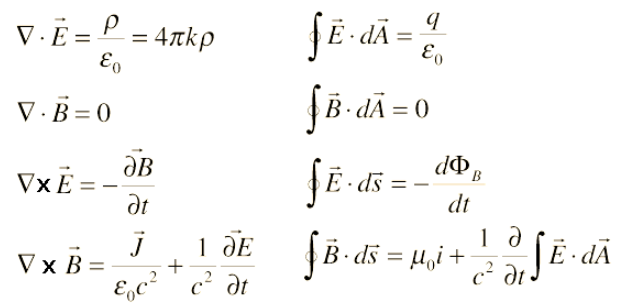 ∇ · E⃗ = ρ/ε₀ = 4πkρ    ∮ E⃗ · dA⃗ = q/ε₀
∇ · B⃗ = 0    ∮ B⃗ · dA⃗ = 0
∇x E⃗ = − ∂B⃗/∂t    ∮ E⃗ · ds⃗ = − dΦ_B/dt
∇ x B⃗ = J⃗/ε₀c² + 1/c² ∂E⃗/∂t    ∮ B⃗ · ds⃗ = μ₀i + 1/c² ∂/∂t ∫ E⃗ · dA⃗